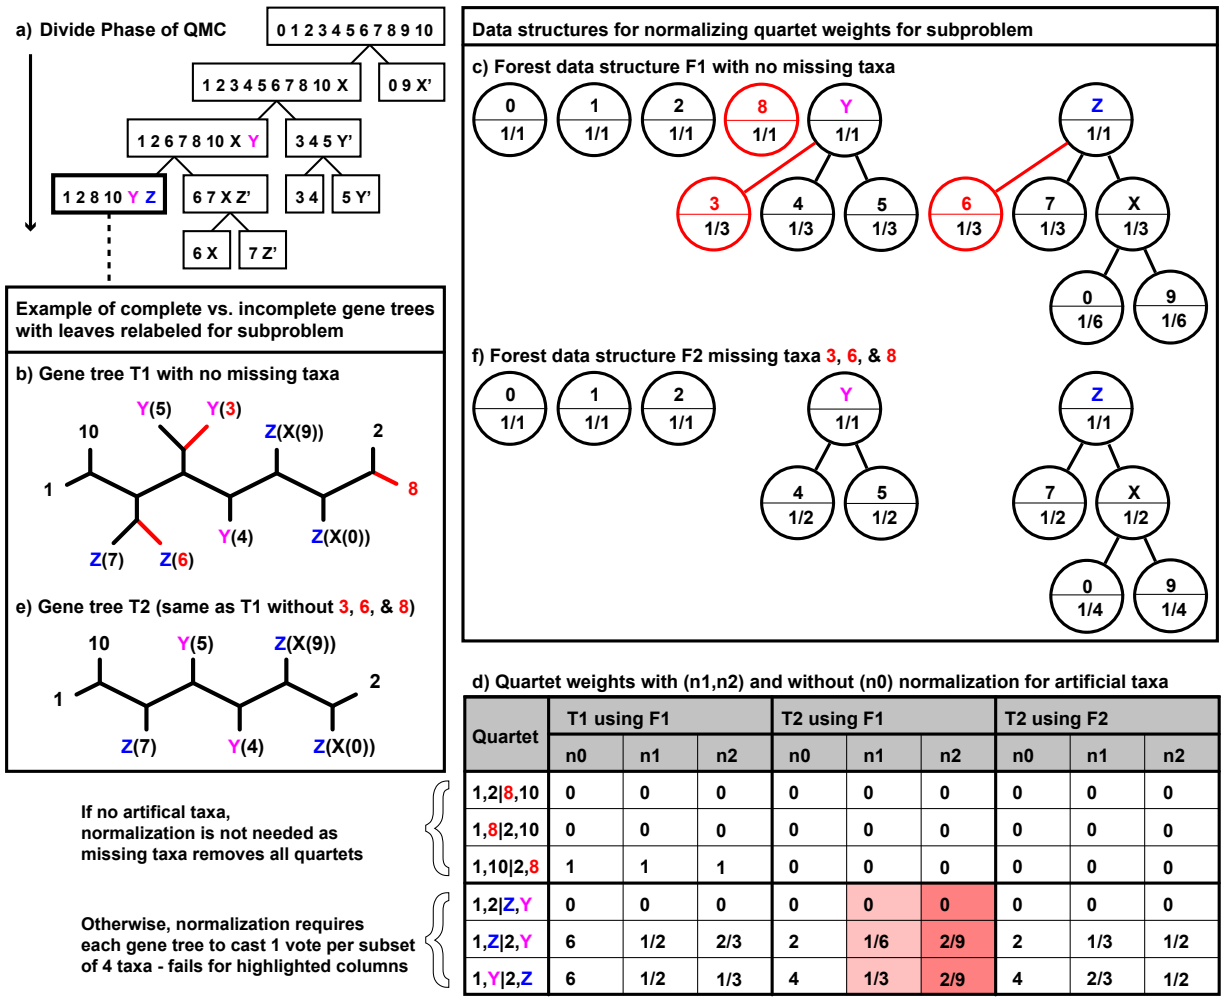 a) Divide Phase of QMC
0 1 2 3 4 5 6 7 8 9 10
1 2 3 4 5 6 7 8 10 X
0 9 X'
1 2 6 7 8 10 X Y
3 4 5 Y'
1 2 8 10 Y Z
6 7 X Z'
3 4
5 Y'
6 X
7 Z'
Example of complete vs. incomplete gene trees
with leaves relabeled for subproblem
b) Gene tree T1 with no missing taxa
Y(5) Y(3)
10 Z(X(9)) 2
1 8
Y(4) Z(X(0))
Z(7) Z(6)
e) Gene tree T2 (same as T1 without 3, 6, & 8)
10 Y(5) Z(X(9))
1 2
Z(7) Y(4) Z(X(0))
Data structures for normalizing quartet weights for subproblem
c) Forest data structure F1 with no missing taxa
0 1 2 8 Y Z
1/1 1/1 1/1 1/1 1/1 1/1
3 4 5 6 7 X
1/3 1/3 1/3 1/3 1/3 1/3
0 9
1/6 1/6
f) Forest data structure F2 missing taxa 3, 6, & 8
0 1 2 Y Z
1/1 1/1 1/1 1/1 1/1
4 5 7 X
1/2 1/2 1/2 1/2
0 9
1/4 1/4
d) Quartet weights with (n1,n2) and without (n0) normalization for artificial taxa
Quartet T1 using F1 T2 using F1 T2 using F2
n0 n1 n2 n0 n1 n2 n0 n1 n2
1,2|8,10 0 0 0 0 0 0 0 0 0
1,8|2,10 0 0 0 0 0 0 0 0 0
1,10|2,8 1 1 1 0 0 0 0 0 0
1,2|Z,Y 0 0 0 0 0 0 0 0 0
1,Z|2,Y 6 1/2 2/3 2 1/6 2/9 2 1/3 1/2
1,Y|2,Z 6 1/2 1/3 4 1/3 2/9 4 2/3 1/2
If no artifical taxa,
normalization is not needed as
missing taxa removes all quartets
Otherwise, normalization requires
each gene tree to cast 1 vote per subset
of 4 taxa - fails for highlighted columns